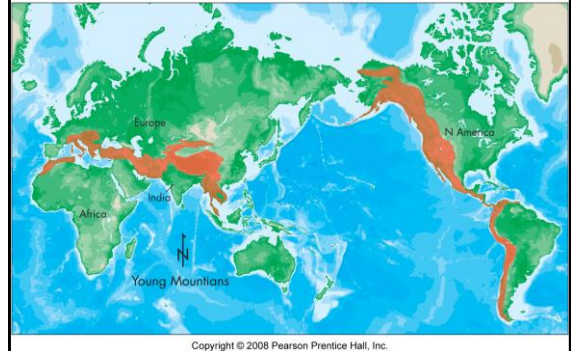 Europe
N America
India
Africa
N
Young Mountians
Copyright © 2008 Pearson Prentice Hall, Inc.